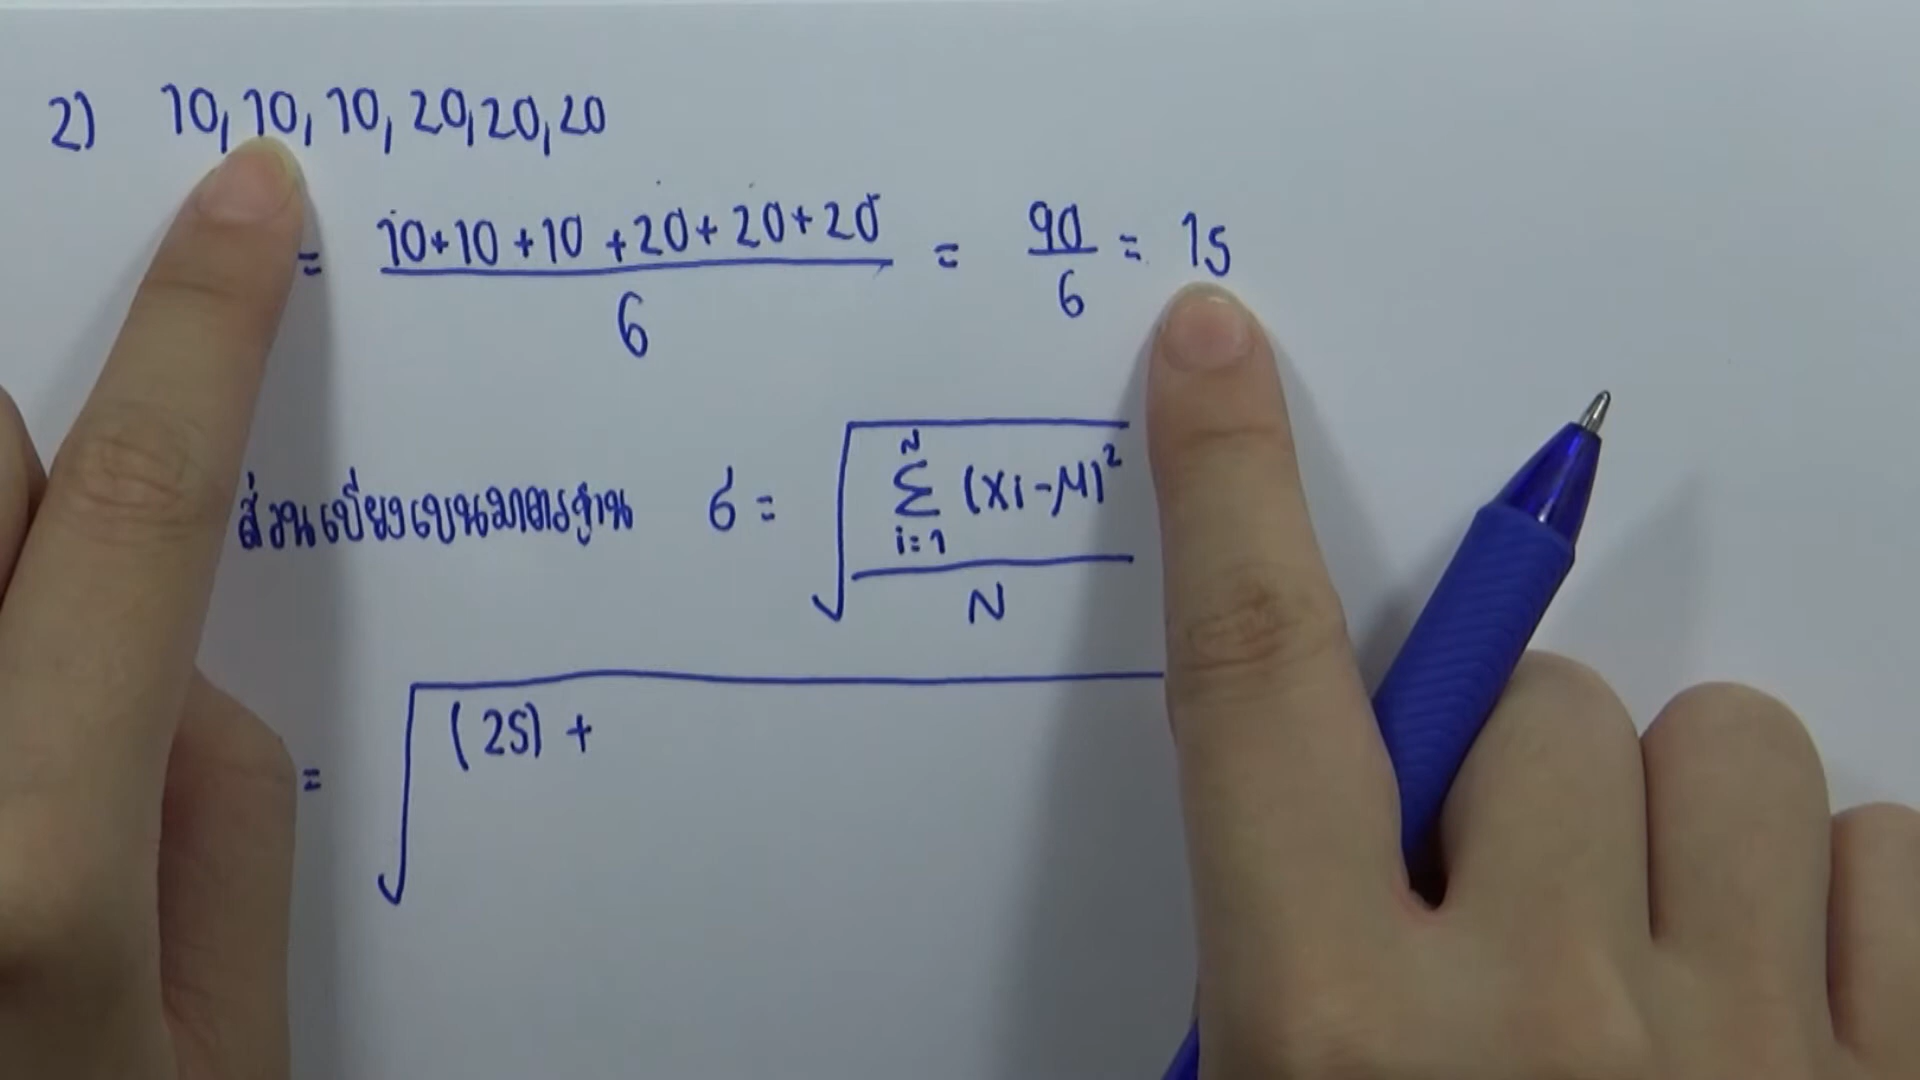 2) 10, 10, 10, 20, 20, 20
= 10+10+10+20+20+20 / 6 = 90/6 = 15
ส่วนเบี่ยงเบนมาตรฐาน σ = √ N Σ i=1 (xi-μ)² / N
= √ (25) +